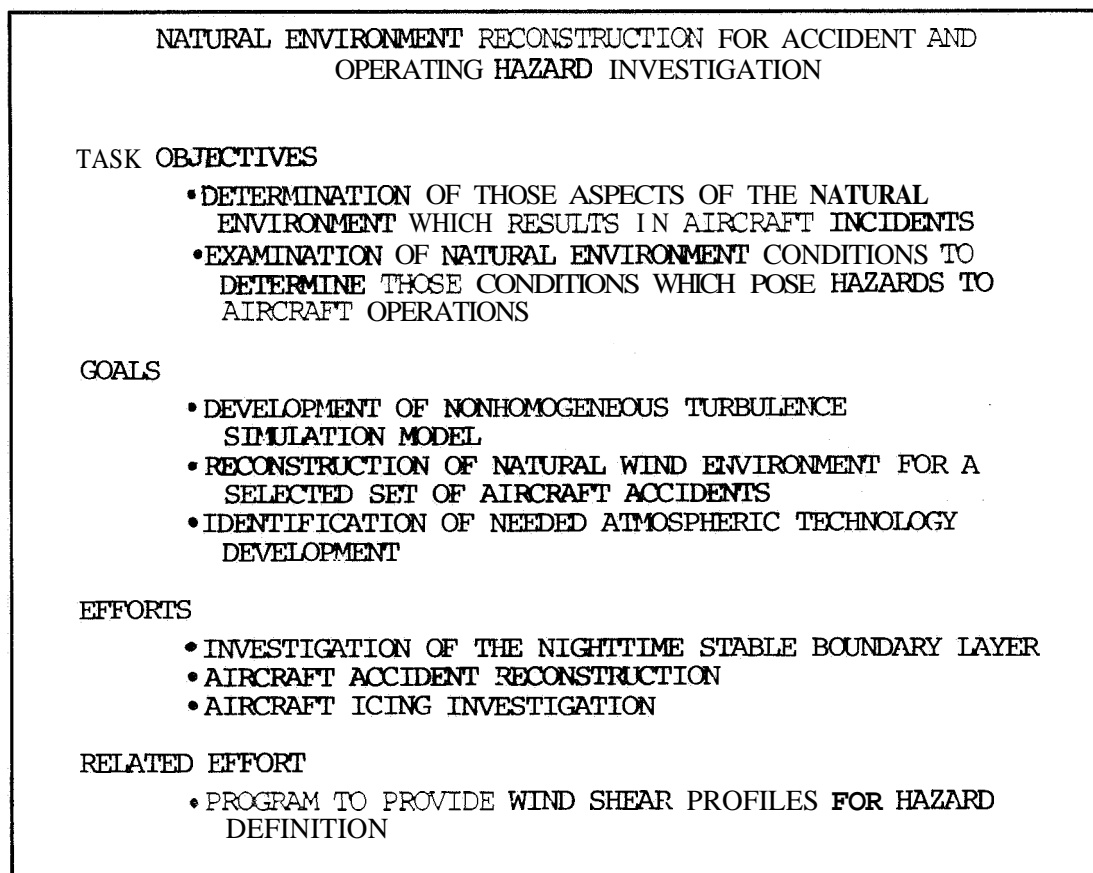 NATURAL ENVIRONMENT RECONSTRUCTION FOR ACCIDENT AND
OPERATING HAZARD INVESTIGATION
TASK OBJECTIVES
•DETERMINATION OF THOSE ASPECTS OF THE NATURAL
ENVIRONMENT WHICH RESULTS IN AIRCRAFT INCIDENTS
•EXAMINATION OF NATURAL ENVIRONMENT CONDITIONS TO
DETERMINE THOSE CONDITIONS WHICH POSE HAZARDS TO
AIRCRAFT OPERATIONS
GOALS
•DEVELOPMENT OF NONHOMOGENEOUS TURBULENCE
SIMULATION MODEL
•RECONSTRUCTION OF NATURAL WIND ENVIRONMENT FOR A
SELECTED SET OF AIRCRAFT ACCIDENTS
•IDENTIFICATION OF NEEDED ATMOSPHERIC TECHNOLOGY
DEVELOPMENT
EFFORTS
•INVESTIGATION OF THE NIGHTTIME STABLE BOUNDARY LAYER
•AIRCRAFT ACCIDENT RECONSTRUCTION
•AIRCRAFT ICING INVESTIGATION
RELATED EFFORT
•PROGRAM TO PROVIDE WIND SHEAR PROFILES FOR HAZARD
DEFINITION